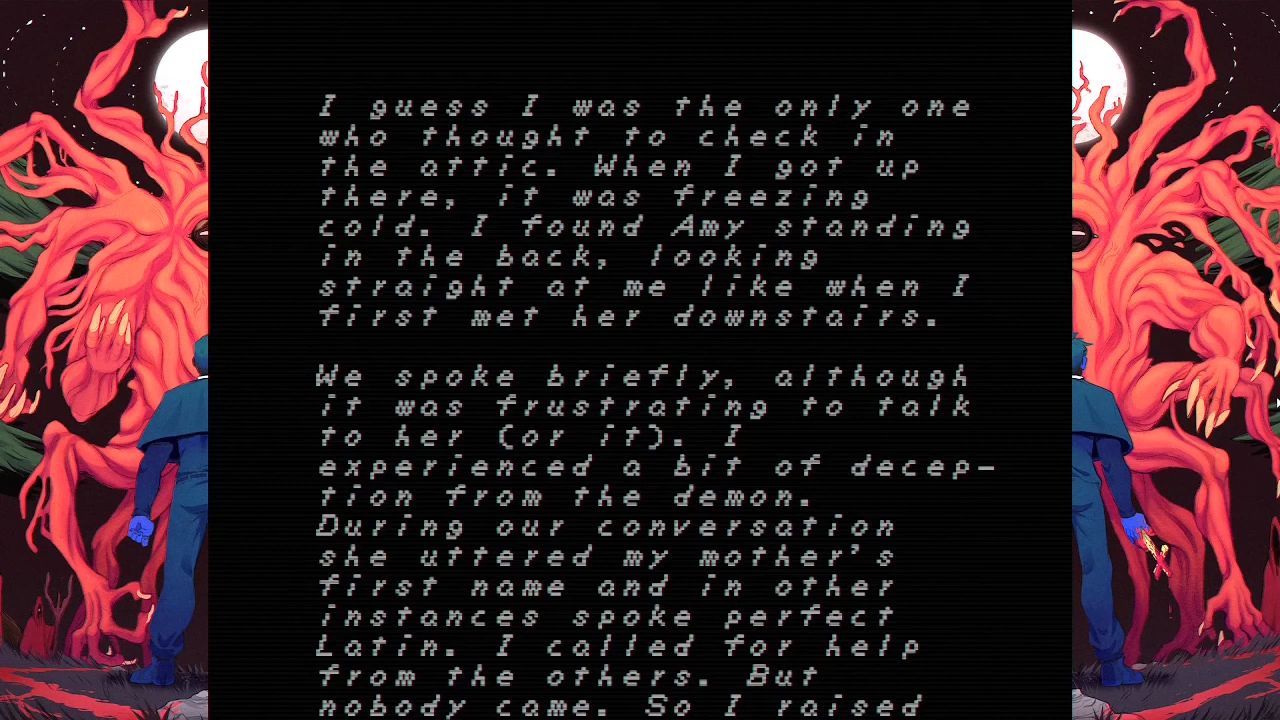 I guess I was the only one
who thought to check in
the attic. When I got up
there, it was freezing
cold. I found Amy standing
in the back, looking
straight at me like when I
first met her downstairs.
We spoke briefly, although
it was frustrating to talk
to her (or it). I
experienced a bit of decep-
tion from the demon.
During our conversation
she uttered my mother's
first name and in other
instances spoke perfect
Latin. I called for help
from the others. But
nobody came. So I raised